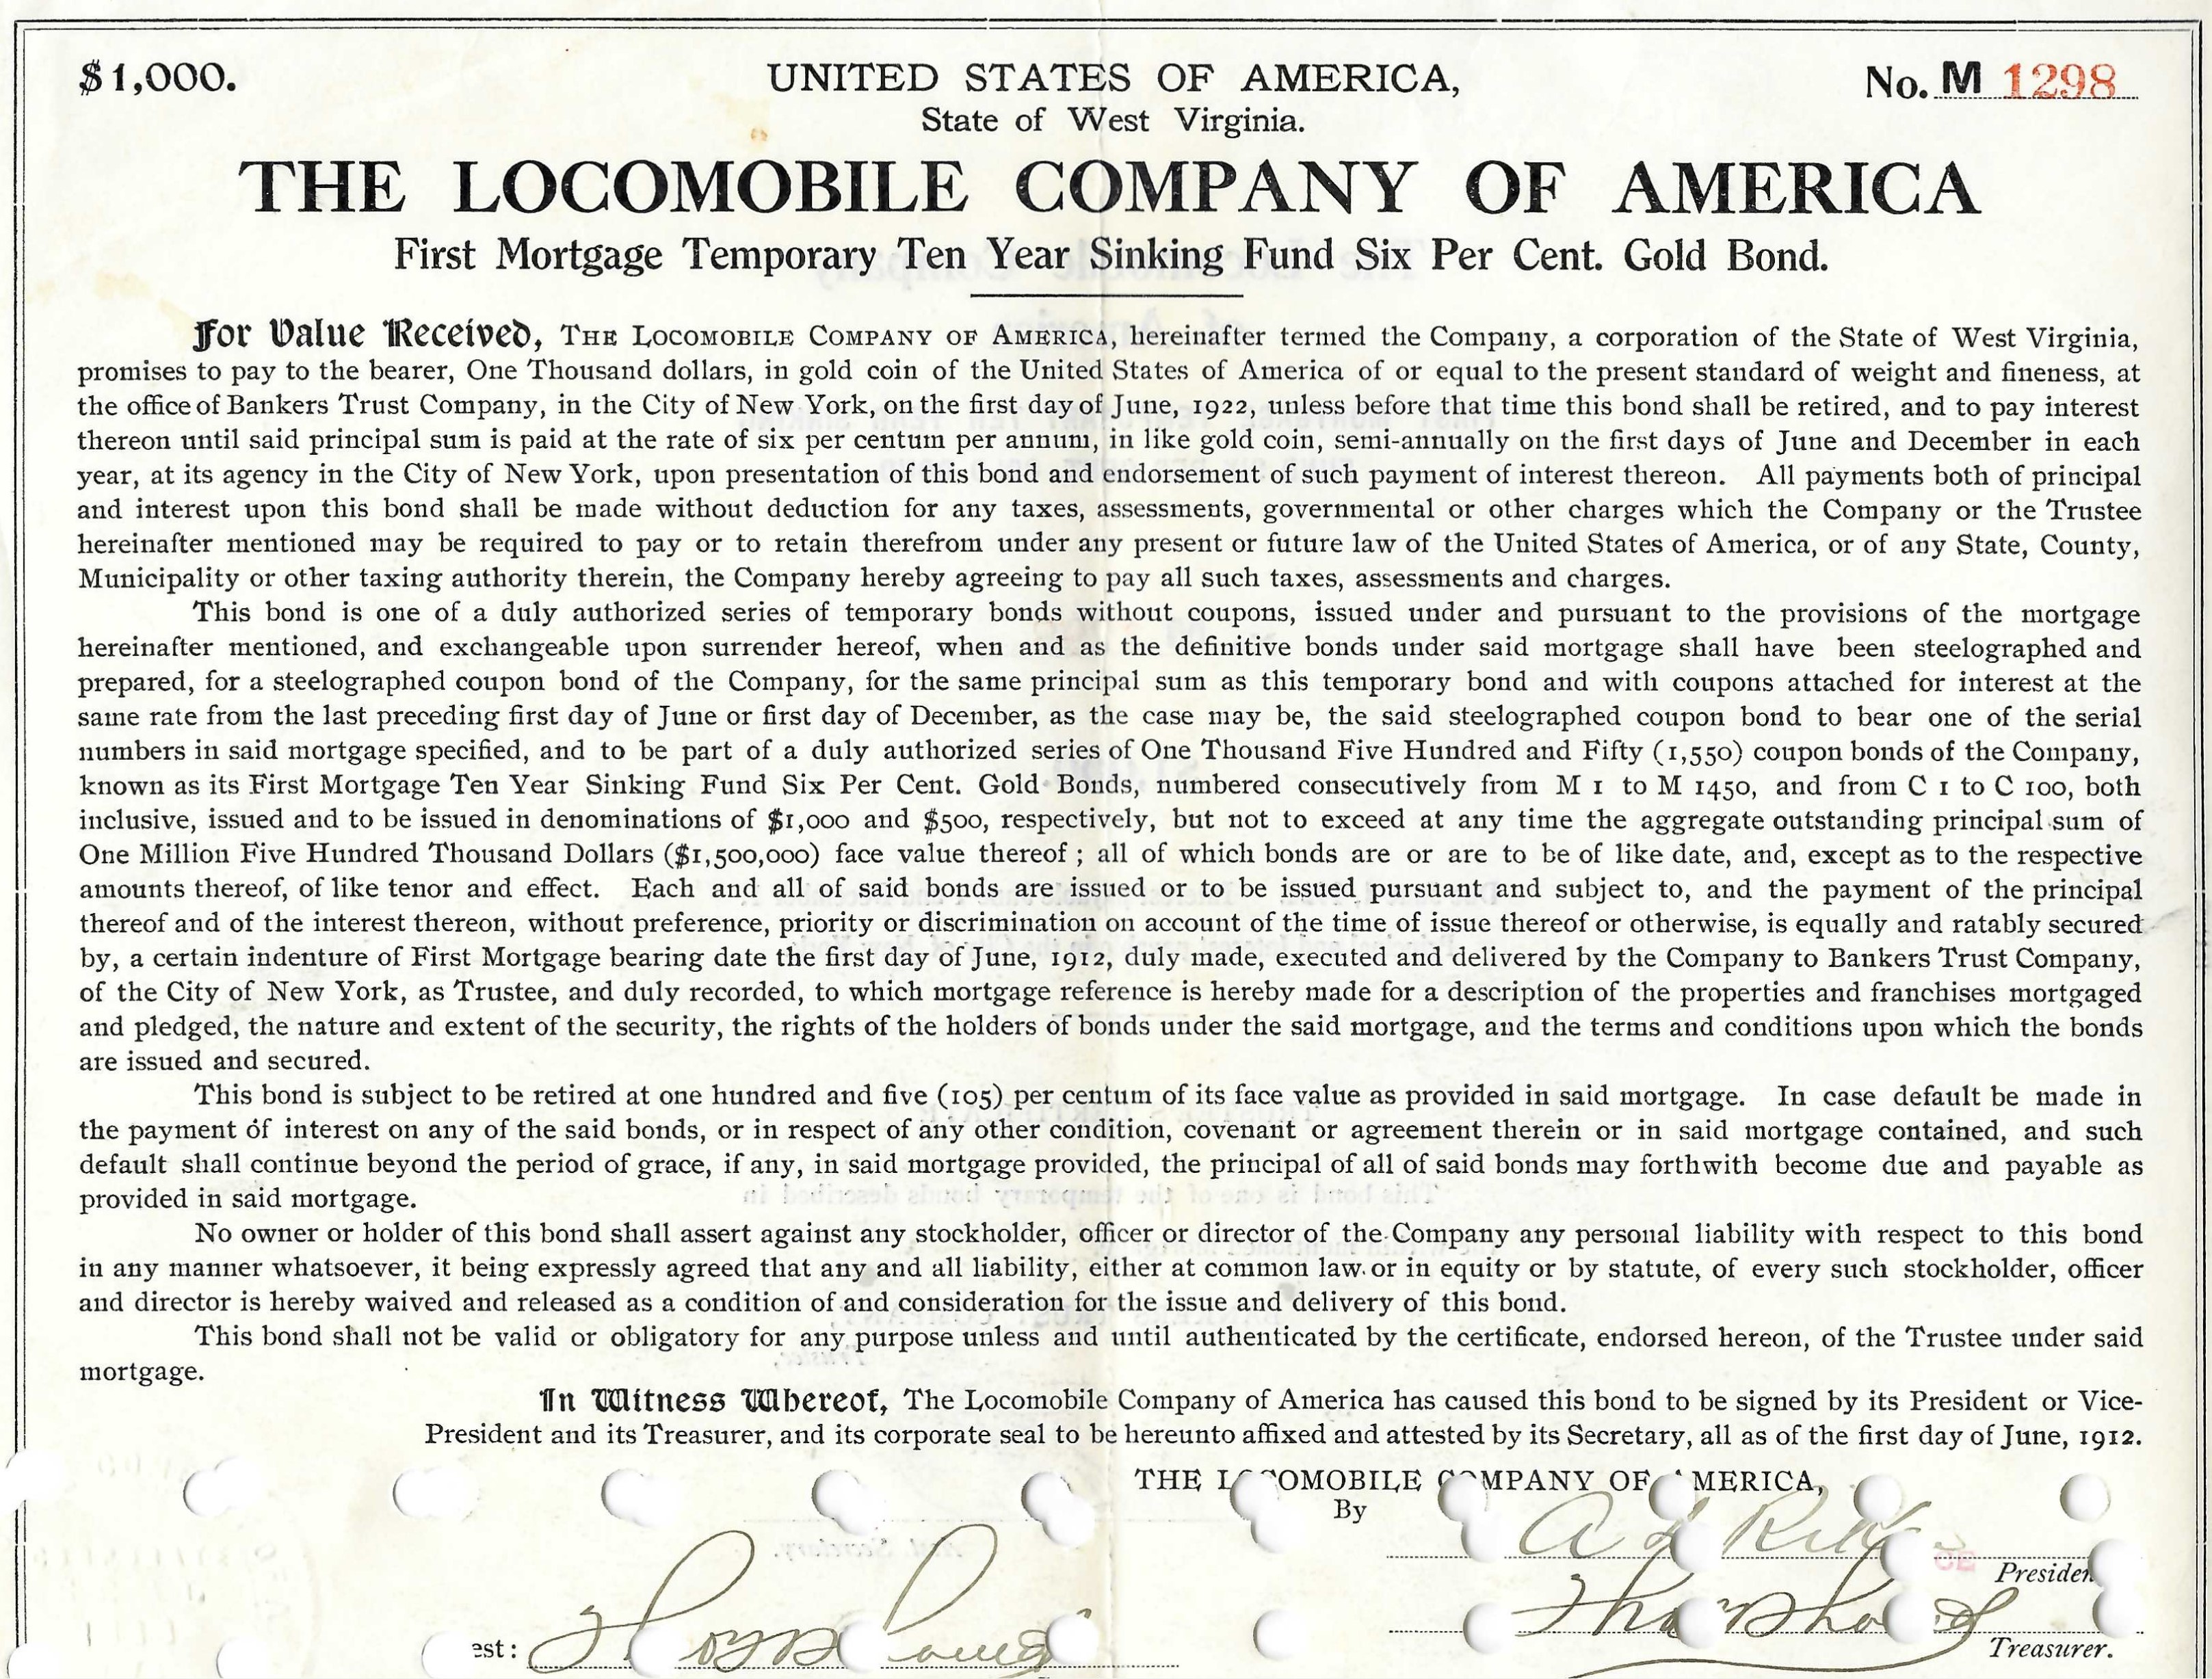 $1,000.
UNITED STATES OF AMERICA,
No. M 1298
State of West Virginia.
THE LOCOMOBILE COMPANY OF AMERICA
First Mortgage Temporary Ten Year Sinking Fund Six Per Cent. Gold Bond.
For Value Received, THE LOCOMOBILE COMPANY OF AMERICA, hereinafter termed the Company, a corporation of the State of West Virginia,
promises to pay to the bearer, One Thousand dollars, in gold coin of the United States of America of or equal to the present standard of weight and fineness, at
the office of Bankers Trust Company, in the City of New York, on the first day of June, 1922, unless before that time this bond shall be retired, and to pay interest
thereon until said principal sum is paid at the rate of six per centum per annum, in like gold coin, semi-annually on the first days of June and December in each
year, at its agency in the City of New York, upon presentation of this bond and endorsement of such payment of interest thereon. All payments both of principal
and interest upon this bond shall be made without deduction for any taxes, assessments, governmental or other charges which the Company or the Trustee
hereinafter mentioned may be required to pay or to retain therefrom under any present or future law of the United States of America, or of any State, County,
Municipality or other taxing authority therein, the Company hereby agreeing to pay all such taxes, assessments and charges.
This bond is one of a duly authorized series of temporary bonds without coupons, issued under and pursuant to the provisions of the mortgage
hereinafter mentioned, and exchangeable upon surrender hereof, when and as the definitive bonds under said mortgage shall have been steelographed and
prepared, for a steelographed coupon bond of the Company, for the same principal sum as this temporary bond and with coupons attached for interest at the
same rate from the last preceding first day of June or first day of December, as the case may be, the said steelographed coupon bond to bear one of the serial
numbers in said mortgage specified, and to be part of a duly authorized series of One Thousand Five Hundred and Fifty (1,550) coupon bonds of the Company,
known as its First Mortgage Ten Year Sinking Fund Six Per Cent. Gold Bonds, numbered consecutively from M 1 to M 1450, and from C 1 to C 100, both
inclusive, issued and to be issued in denominations of $1,000 and $500, respectively, but not to exceed at any time the aggregate outstanding principal sum of
One Million Five Hundred Thousand Dollars ($1,500,000) face value thereof; all of which bonds are or are to be of like date, and, except as to the respective
amounts thereof, of like tenor and effect. Each and all of said bonds are issued or to be issued pursuant and subject to, and the payment of the principal
thereof and of the interest thereon, without preference, priority or discrimination on account of the time of issue thereof or otherwise, is equally and ratably secured
by, a certain indenture of First Mortgage bearing date the first day of June, 1912, duly made, executed and delivered by the Company to Bankers Trust Company,
of the City of New York, as Trustee, and duly recorded, to which mortgage reference is hereby made for a description of the properties and franchises mortgaged
and pledged, the nature and extent of the security, the rights of the holders of bonds under the said mortgage, and the terms and conditions upon which the bonds
are issued and secured.
This bond is subject to be retired at one hundred and five (105) per centum of its face value as provided in said mortgage. In case default be made in
the payment of interest on any of the said bonds, or in respect of any other condition, covenant or agreement therein or in said mortgage contained, and such
default shall continue beyond the period of grace, if any, in said mortgage provided, the principal of all of said bonds may forthwith become due and payable as
provided in said mortgage.
No owner or holder of this bond shall assert against any stockholder, officer or director of the Company any personal liability with respect to this bond
in any manner whatsoever, it being expressly agreed that any and all liability, either at common law or in equity or by statute, of every such stockholder, officer
and director is hereby waived and released as a condition of and consideration for the issue and delivery of this bond.
This bond shall not be valid or obligatory for any purpose unless and until authenticated by the certificate, endorsed hereon, of the Trustee under said
mortgage.
In Witness Whereof, The Locomobile Company of America has caused this bond to be signed by its President or Vice-
President and its Treasurer, and its corporate seal to be hereunto affixed and attested by its Secretary, all as of the first day of June, 1912.
THE LOCOMOBILE COMPANY OF AMERICA,
By
President
est:
Treasurer.